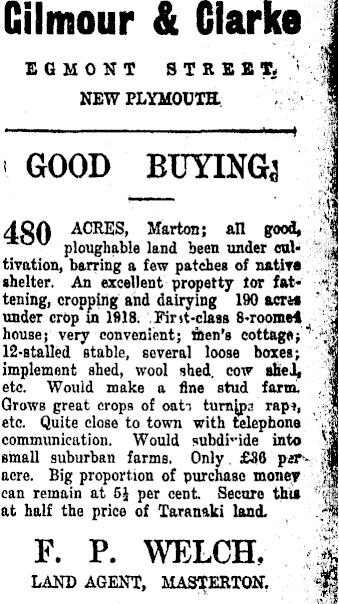 Gilmour & Clarke
EGMONT STREET,
NEW PLYMOUTH.
GOOD BUYING,
480 ACRES, Marton; all good,
ploughable land been under cul-
tivation, barring a few patches of native
shelter. An excellent property for fat-
tening, cropping and dairying 190 acres
under crop in 1918. First-class 8-roomed
house; very convenient; men's cottage;
12-stalled stable, several loose boxes;
implement shed, wool shed, cow shed,
etc. Would make a fine stud farm.
Grows great crops of oats turnips rape,
etc. Quite close to town with telephone
communication. Would subdivide into
small suburban farms. Only £36 per
acre. Big proportion of purchase money
can remain at 5½ per cent. Secure this
at half the price of Taranaki land.
F. P. WELCH,
LAND AGENT, MASTERTON.